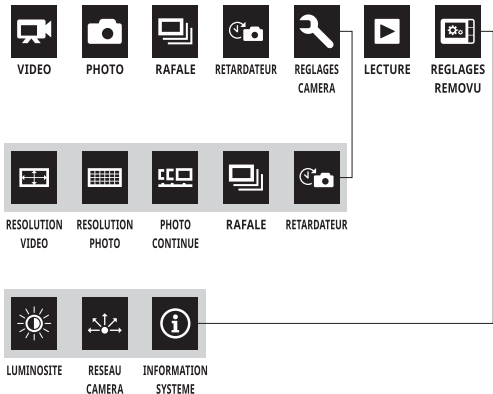 VIDEO PHOTO RAFALE RETARDATEUR REGLAGES CAMERA LECTURE REGLAGES REMOVU
RESOLUTION VIDEO RESOLUTION PHOTO PHOTO CONTINUE RAFALE RETARDATEUR
LUMINOSITE RESEAU CAMERA INFORMATION SYSTEME